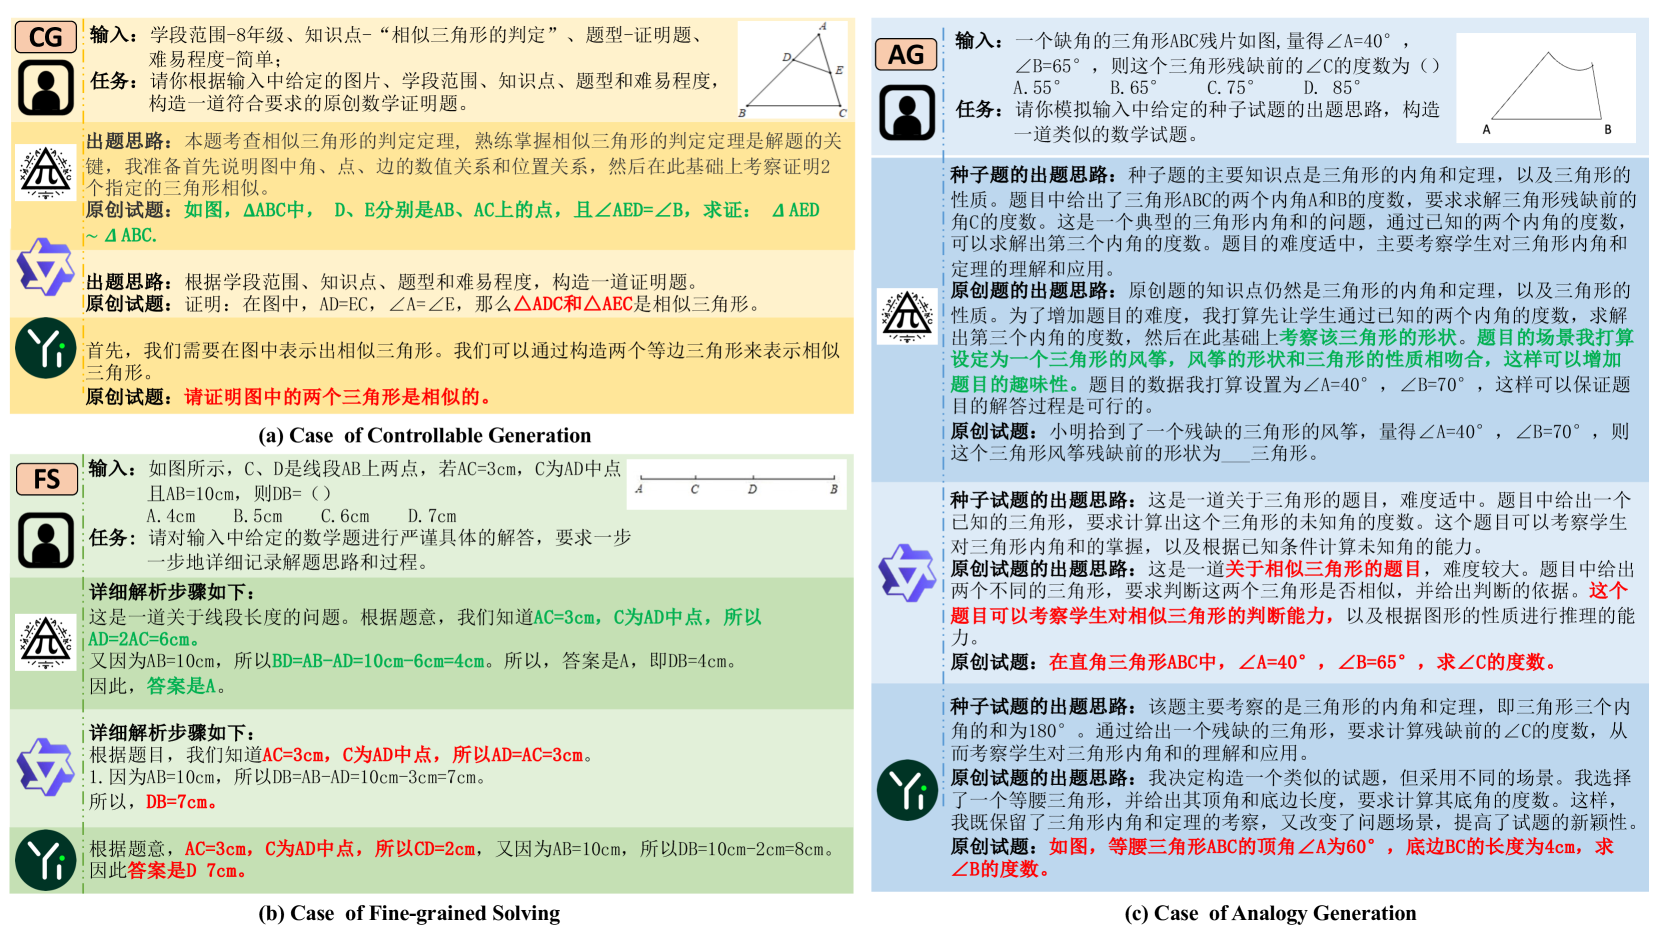 CG
输入：学段范围-8年级、知识点-“相似三角形的判定”、题型-证明题、
难易程度-简单；
任务：请你根据输入中给定的图片、学段范围、知识点、题型和难易程度，
构造一道符合要求的原创数学证明题。
A
D
E
B
C
出题思路：本题考查相似三角形的判定定理, 熟练掌握相似三角形的判定定理是解题的关
键，我准备首先说明图中角、点、边的数值关系和位置关系，然后在此基础上考察证明2
个指定的三角形相似。
原创试题：如图，ΔABC中， D、E分别是AB、AC上的点，且∠AED=∠B，求证： ΔAED
~ΔABC.
出题思路：根据学段范围、知识点、题型和难易程度，构造一道证明题。
原创试题：证明：在图中，AD=EC，∠A=∠E，那么△ADC和△AEC是相似三角形。
Yi
首先，我们需要在图中表示出相似三角形。我们可以通过构造两个等边三角形来表示相似
三角形。
原创试题：请证明图中的两个三角形是相似的。
(a) Case of Controllable Generation
FS
输入：如图所示，C、D是线段AB上两点，若AC=3cm，C为AD中点
且AB=10cm，则DB=（）
A.4cm B.5cm C.6cm D.7cm
任务：请对输入中给定的数学题进行严谨具体的解答，要求一步
一步地详细记录解题思路和过程。
A C D B
详细解析步骤如下：
这是一道关于线段长度的问题。根据题意，我们知道AC=3cm，C为AD中点，所以
AD=2AC=6cm。
又因为AB=10cm，所以BD=AB-AD=10cm-6cm=4cm。所以，答案是A，即DB=4cm。
因此，答案是A。
详细解析步骤如下：
根据题目，我们知道AC=3cm，C为AD中点，所以AD=AC=3cm。
1.因为AB=10cm，所以DB=AB-AD=10cm-3cm=7cm。
所以，DB=7cm。
Yi
根据题意，AC=3cm，C为AD中点，所以CD=2cm，又因为AB=10cm，所以DB=10cm-2cm=8cm。
因此答案是D 7cm。
(b) Case of Fine-grained Solving
AG
输入：一个缺角的三角形ABC残片如图,量得∠A=40°，
∠B=65°，则这个三角形残缺前的∠C的度数为（）
A.55° B.65° C.75° D. 85°
任务：请你模拟输入中给定的种子试题的出题思路，构造
一道类似的数学试题。
A B
种子题的出题思路：种子题的主要知识点是三角形的内角和定理，以及三角形的
性质。题目中给出了三角形ABC的两个内角A和B的度数，要求求解三角形残缺前的
角C的度数。这是一个典型的三角形内角和的问题，通过已知的两个内角的度数，
可以求解出第三个内角的度数。题目的难度适中，主要考察学生对三角形内角和
定理的理解和应用。
原创题的出题思路：原创题的知识点仍然是三角形的内角和定理，以及三角形的
性质。为了增加题目的难度，我打算先让学生通过已知的两个内角的度数，求解
出第三个内角的度数，然后在此基础上考察该三角形的形状。题目的场景我打算
设定为一个三角形的风筝，风筝的形状和三角形的性质相吻合，这样可以增加
题目的趣味性。题目的数据我打算设置为∠A=40°，∠B=70°，这样可以保证题
目的解答过程是可行的。
原创试题：小明拾到了一个残缺的三角形的风筝，量得∠A=40°，∠B=70°，则
这个三角形风筝残缺前的形状为___三角形。
种子试题的出题思路：这是一道关于三角形的题目，难度适中。题目中给出一个
已知的三角形，要求计算出这个三角形的未知角的度数。这个题目可以考察学生
对三角形内角和的掌握，以及根据已知条件计算未知角的能力。
原创试题的出题思路：这是一道关于相似三角形的题目，难度较大。题目中给出
两个不同的三角形，要求判断这两个三角形是否相似，并给出判断的依据。这个
题目可以考察学生对相似三角形的判断能力，以及根据图形的性质进行推理的能
力。
原创试题：在直角三角形ABC中，∠A=40°，∠B=65°，求∠C的度数。
种子试题的出题思路：该题主要考察的是三角形的内角和定理，即三角形三个内
角的和为180°。通过给出一个残缺的三角形，要求计算残缺前的∠C的度数，从
而考察学生对三角形内角和的理解和应用。
原创试题的出题思路：我决定构造一个类似的试题，但采用不同的场景。我选择
了一个等腰三角形，并给出其顶角和底边长度，要求计算其底角的度数。这样，
我既保留了三角形内角和定理的考察，又改变了问题场景，提高了试题的新颖性。
原创试题：如图，等腰三角形ABC的顶角∠A为60°，底边BC的长度为4cm，求
∠B的度数。
Yi
(c) Case of Analogy Generation